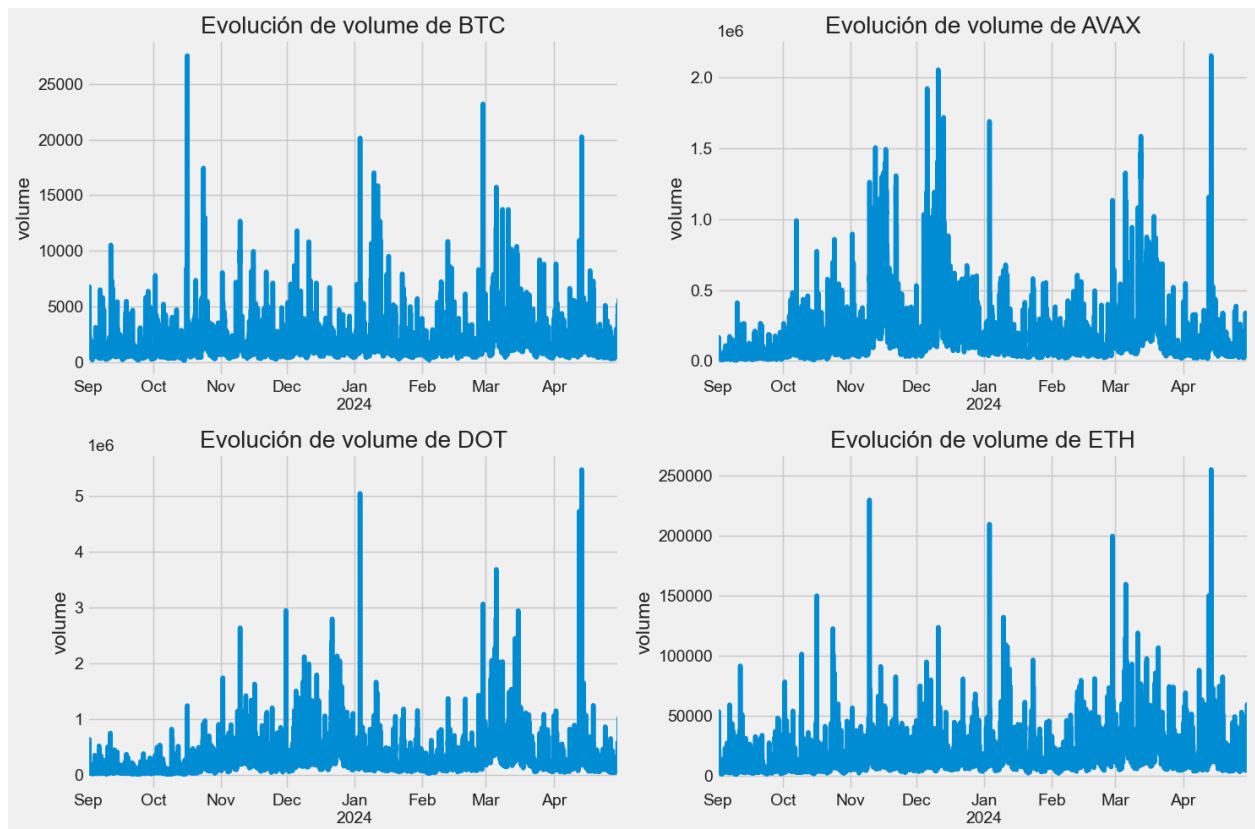 Evolución de volume de BTC
volume
25000
20000
15000
10000
5000
0
Sep Oct Nov Dec Jan Feb Mar Apr
2024
Evolución de volume de AVAX
1e6
volume
2.0
1.5
1.0
0.5
0.0
Sep Oct Nov Dec Jan Feb Mar Apr
2024
Evolución de volume de DOT
1e6
volume
5
4
3
2
1
0
Sep Oct Nov Dec Jan Feb Mar Apr
2024
Evolución de volume de ETH
volume
250000
200000
150000
100000
50000
0
Sep Oct Nov Dec Jan Feb Mar Apr
2024